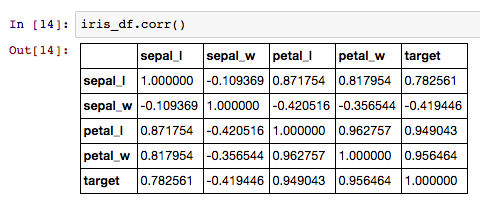 In [14]: iris_df.corr()
Out[14]:
sepal_l sepal_w petal_l petal_w target
sepal_l 1.000000 -0.109369 0.871754 0.817954 0.782561
sepal_w -0.109369 1.000000 -0.420516 -0.356544 -0.419446
petal_l 0.871754 -0.420516 1.000000 0.962757 0.949043
petal_w 0.817954 -0.356544 0.962757 1.000000 0.956464
target 0.782561 -0.419446 0.949043 0.956464 1.000000